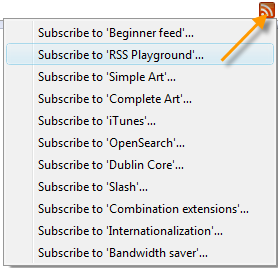 Subscribe to 'Beginner feed'...
Subscribe to 'RSS Playground'...
Subscribe to 'Simple Art'...
Subscribe to 'Complete Art'...
Subscribe to 'iTunes'...
Subscribe to 'OpenSearch'...
Subscribe to 'Dublin Core'...
Subscribe to 'Slash'...
Subscribe to 'Combination extensions'...
Subscribe to 'Internationalization'...
Subscribe to 'Bandwidth saver'...